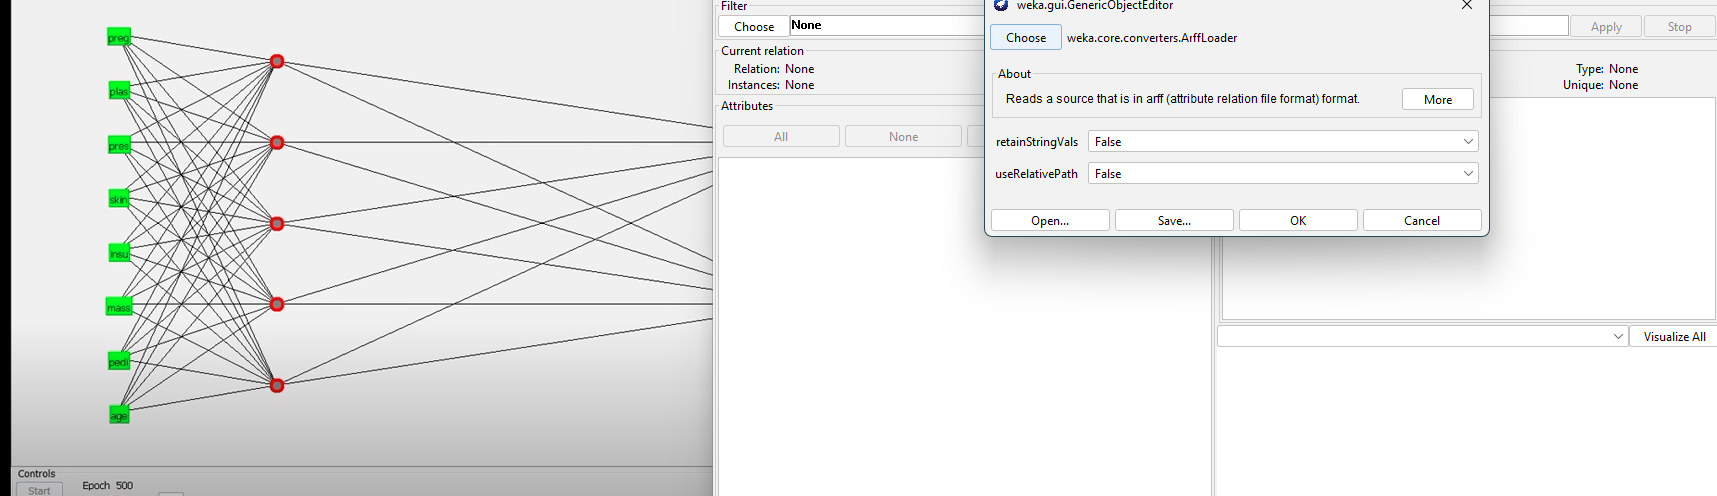 preg
plas
pres
skin
insu
mass
pedi
age
Controls
Start
Epoch 500
Filter
Choose None
Apply Stop
Current relation
Relation: None
Instances: None
Type: None
Unique: None
Attributes
All None
Visualize All
weka.gui.GenericObjectEditor
Choose weka.core.converters.ArffLoader
About
Reads a source that is in arff (attribute relation file format) format.
More
retainStringVals False
useRelativePath False
Open... Save... OK Cancel